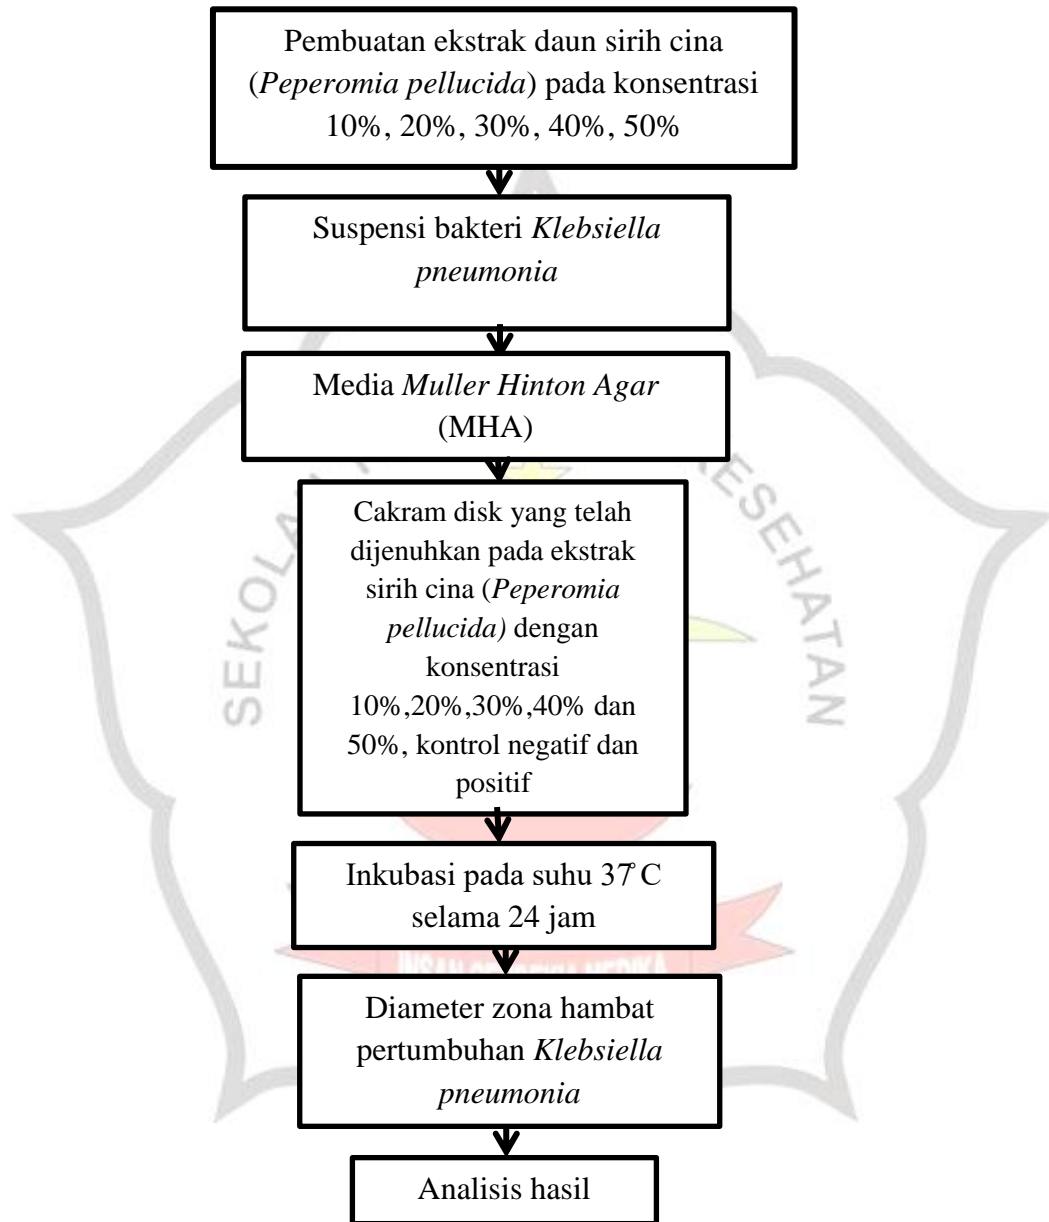 Pembuatan ekstrak daun sirih cina
(Peperomia pellucida) pada konsentrasi
10%, 20%, 30%, 40%, 50%
Suspensi bakteri Klebsiella
pneumonia
Media Muller Hinton Agar
(MHA)
Cakram disk yang telah
dijenuhkan pada ekstrak
sirih cina (Peperomia
pellucida) dengan
konsentrasi
10%,20%,30%,40% dan
50%, kontrol negatif dan
positif
Inkubasi pada suhu 37° C
selama 24 jam
Diameter zona hambat
pertumbuhan Klebsiella
pneumonia
Analisis hasil